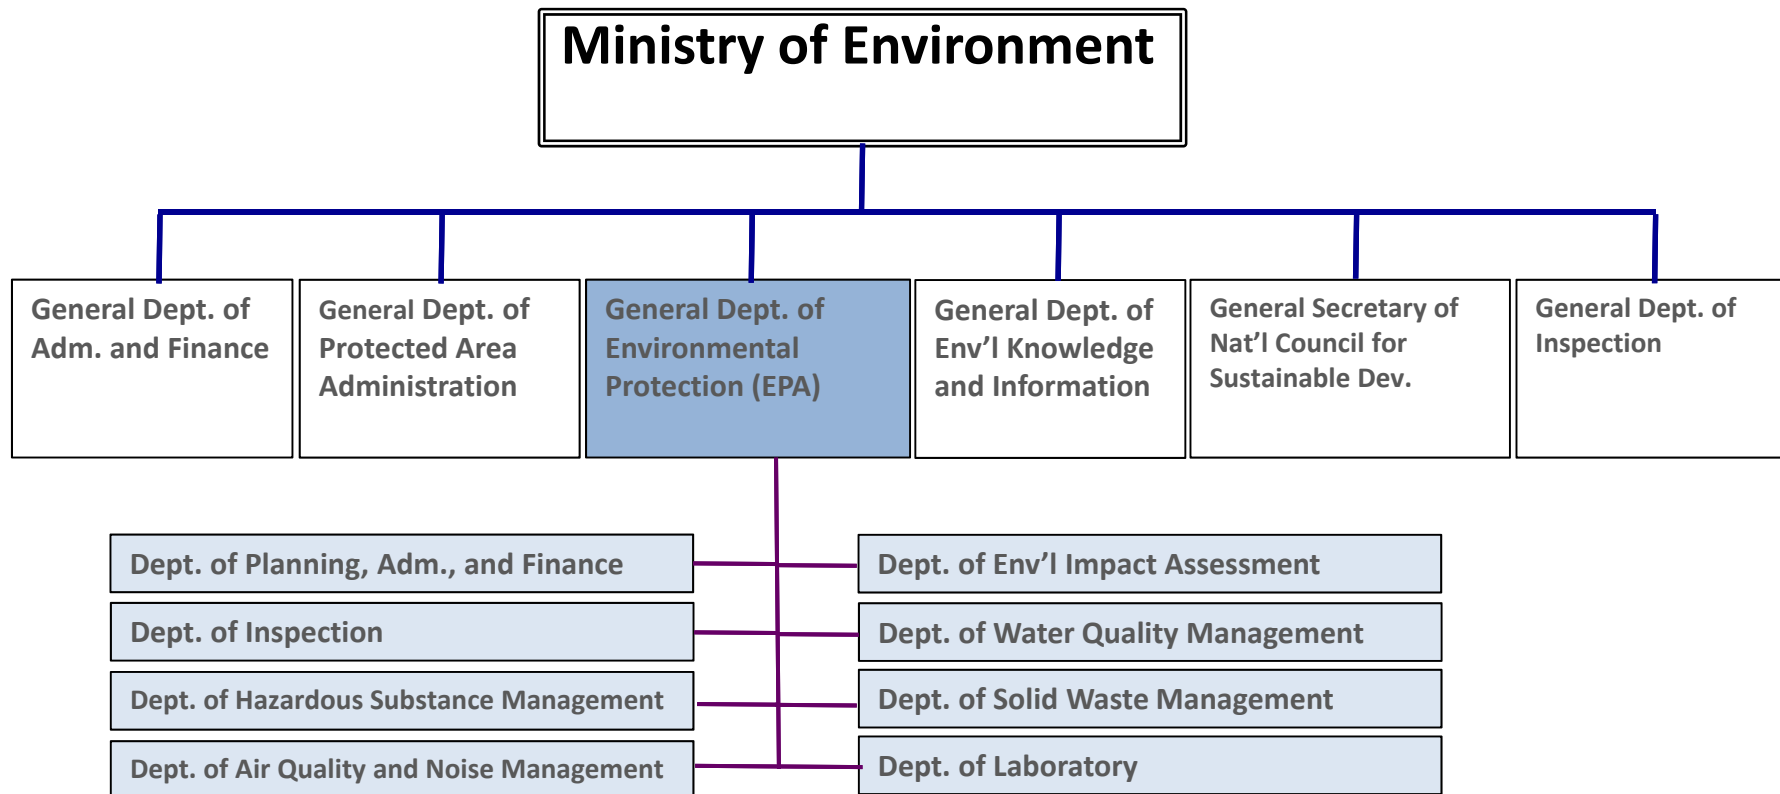 Ministry of Environment
General Dept. of
Adm. and Finance
General Dept. of
Protected Area
Administration
General Dept. of
Environmental
Protection (EPA)
General Dept. of
Env’l Knowledge
and Information
General Secretary of
Nat’l Council for
Sustainable Dev.
General Dept. of
Inspection
Dept. of Planning, Adm., and Finance
Dept. of Inspection
Dept. of Hazardous Substance Management
Dept. of Air Quality and Noise Management
Dept. of Env’l Impact Assessment
Dept. of Water Quality Management
Dept. of Solid Waste Management
Dept. of Laboratory